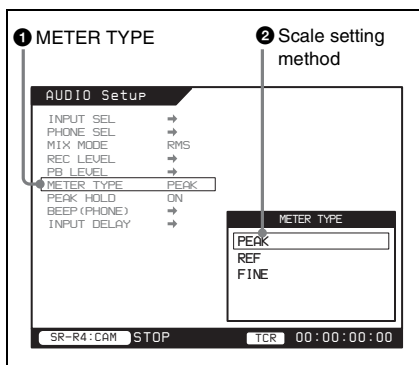 ❶ METER TYPE
❷ Scale setting
method
AUDIO Setup
INPUT SEL ➡
PHONE SEL ➡
MIX MODE RMS
REC LEVEL ➡
PB LEVEL ➡
METER TYPE PEAK
PEAK HOLD ON
BEEP(PHONE) ➡
INPUT DELAY ➡
METER TYPE
PEAK
REF
FINE
SR-R4:CAM STOP TCR 00:00:00:00